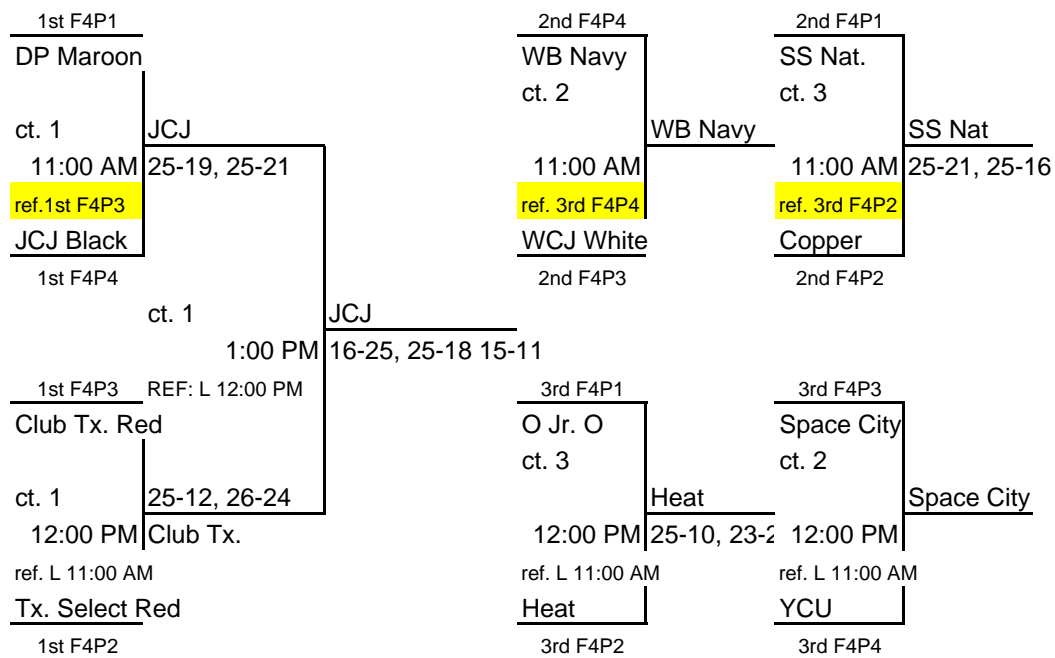 1st F4P1
DP Maroon
ct. 1
JCJ
11:00 AM
25-19, 25-21
ref.1st F4P3
JCJ Black
1st F4P4
ct. 1
JCJ
1:00 PM
16-25, 25-18 15-11
1st F4P3
REF: L 12:00 PM
Club Tx. Red
ct. 1
25-12, 26-24
12:00 PM
Club Tx.
ref. L 11:00 AM
Tx. Select Red
1st F4P2
2nd F4P4
WB Navy
ct. 2
WB Navy
11:00 AM
ref. 3rd F4P4
WCJ White
2nd F4P3
2nd F4P1
SS Nat.
ct. 3
SS Nat
11:00 AM
25-21, 25-16
ref. 3rd F4P2
Copper
2nd F4P2
3rd F4P1
O Jr. O
ct. 3
Heat
12:00 PM
25-10,
ref. L 11:00 AM
Heat
3rd F4P2
3rd F4P3
Space City
ct. 2
Space City
12:00 PM
ref. L 11:00 AM
YCU
3rd F4P4